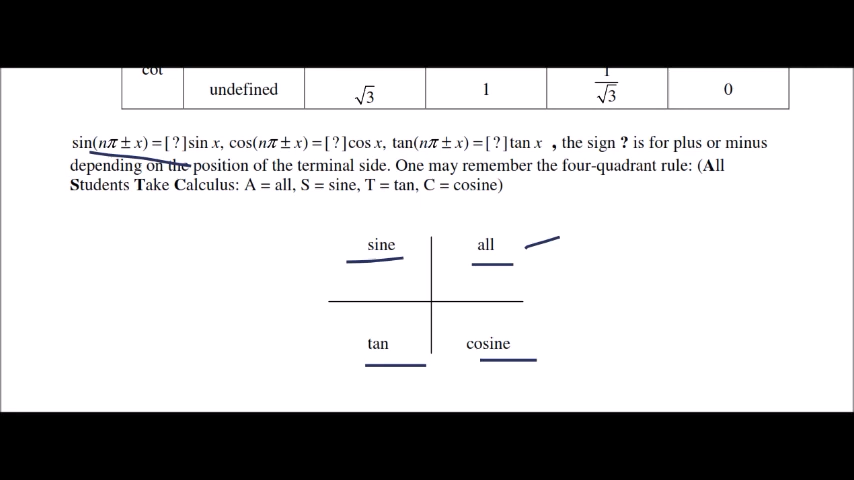 cot
undefined √3 1 1/√3 0
sin(nπ ± x) = [ ? ]sin x, cos(nπ ± x) = [ ? ]cos x, tan(nπ ± x) = [ ? ]tan x , the sign ? is for plus or minus
depending on the position of the terminal side. One may remember the four-quadrant rule: (All
Students Take Calculus: A = all, S = sine, T = tan, C = cosine)
sine all
tan cosine